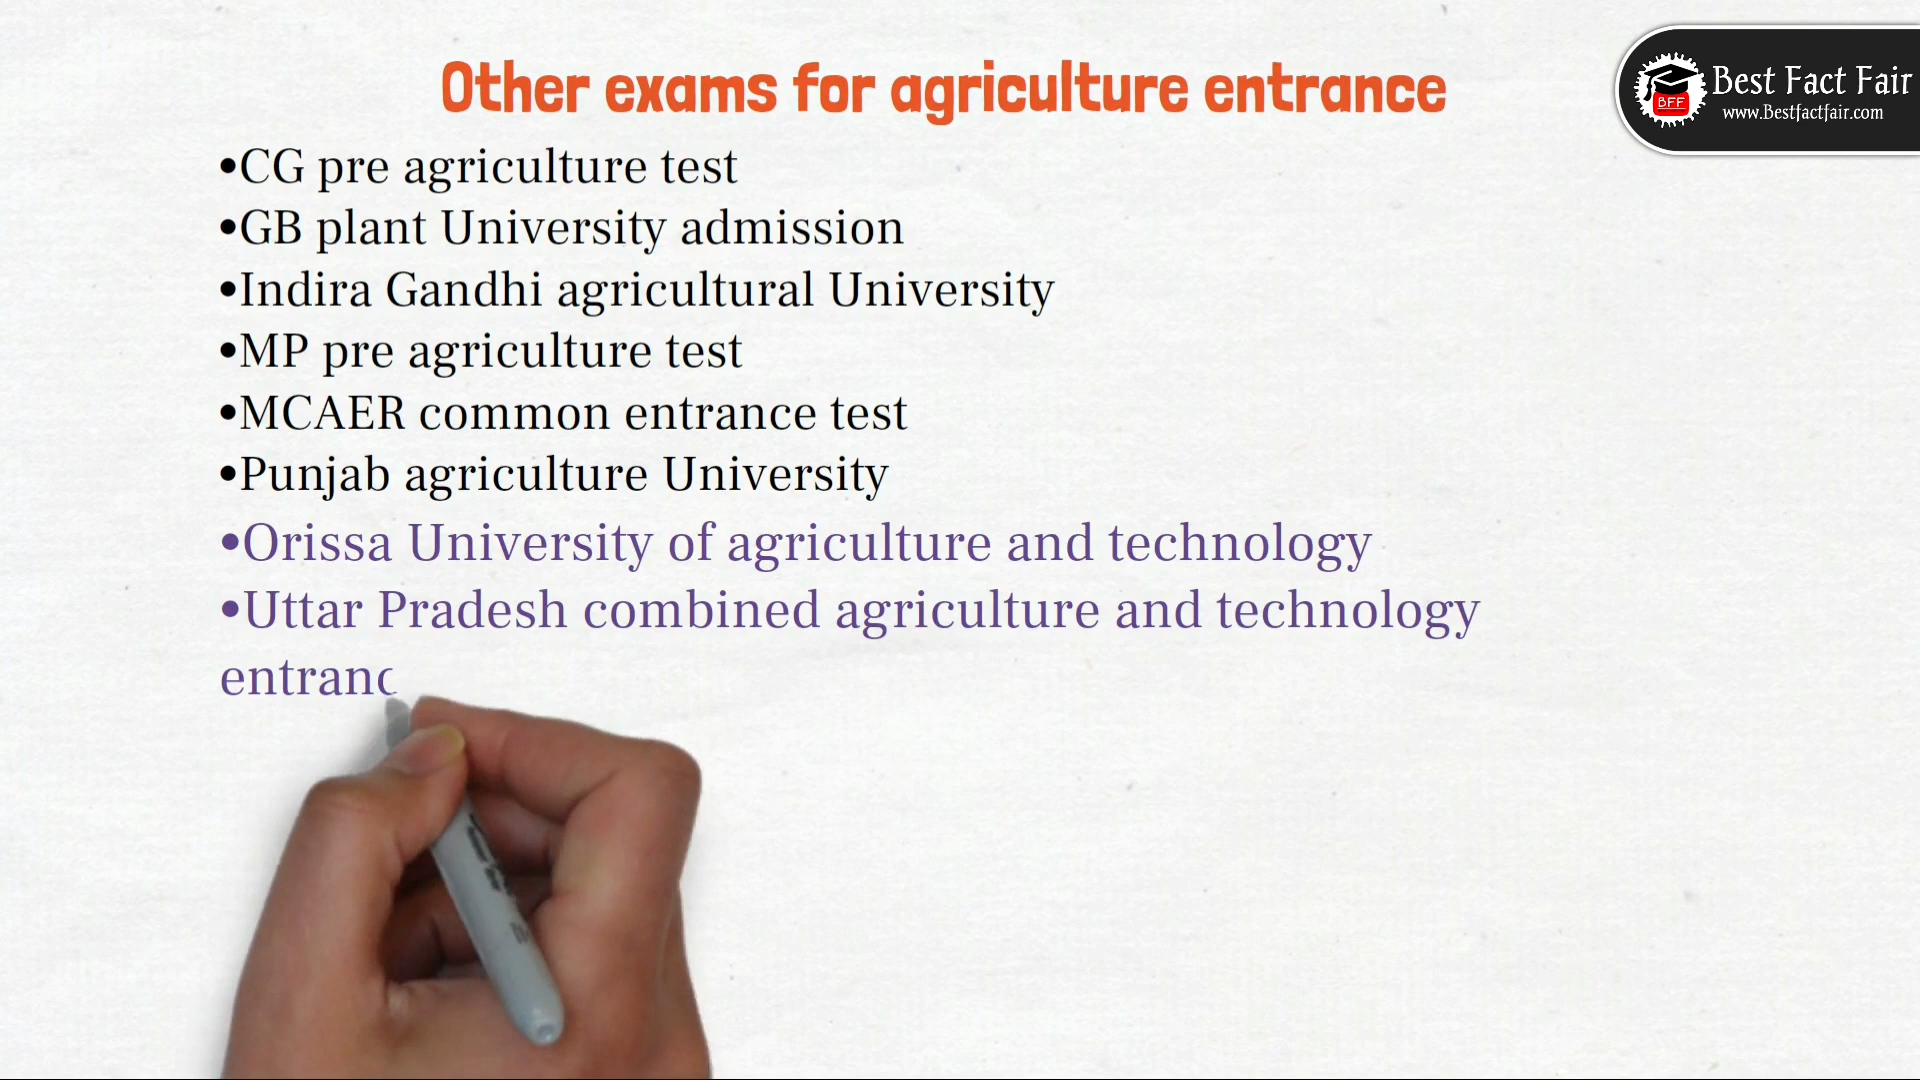 Other exams for agriculture entrance
Best Fact Fair
www.Bestfactfair.com
BFF
•CG pre agriculture test
•GB plant University admission
•Indira Gandhi agricultural University
•MP pre agriculture test
•MCAER common entrance test
•Punjab agriculture University
•Orissa University of agriculture and technology
•Uttar Pradesh combined agriculture and technology
entranc